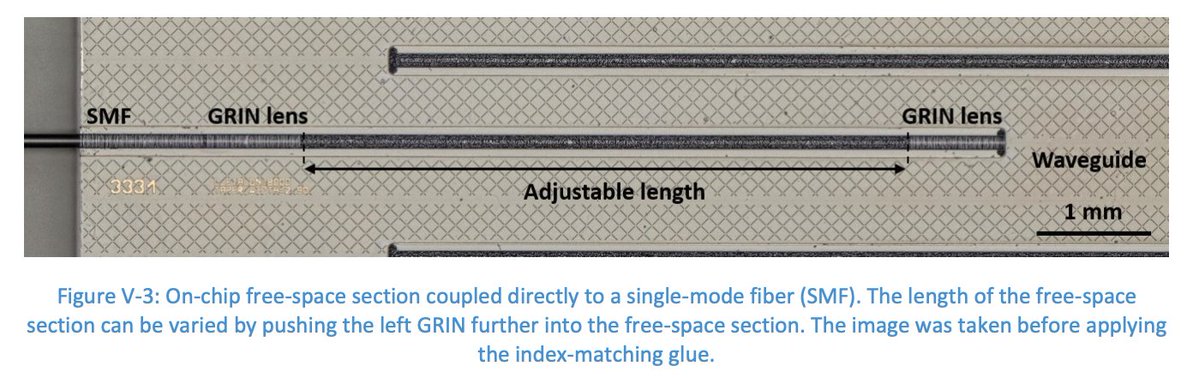 SMF
GRIN lens
GRIN lens
Waveguide
3331
Adjustable length
1 mm
Figure V-3: On-chip free-space section coupled directly to a single-mode fiber (SMF). The length of the free-space
section can be varied by pushing the left GRIN further into the free-space section. The image was taken before applying
the index-matching glue.